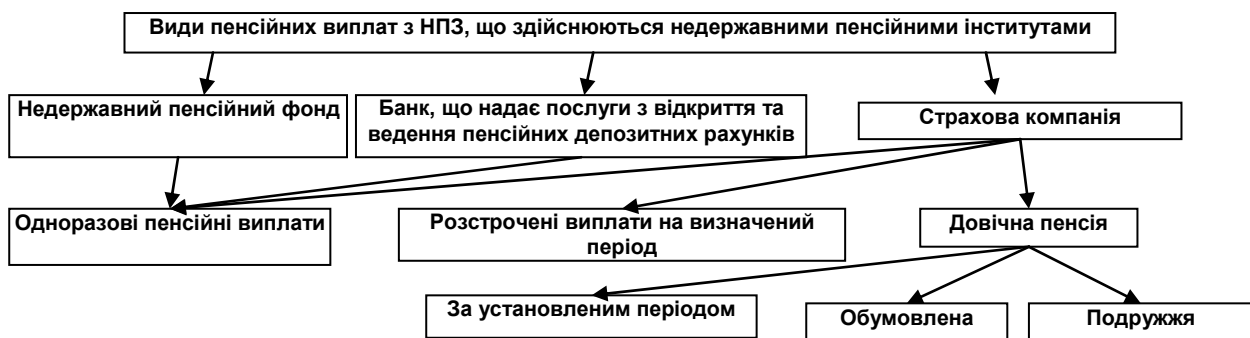 Види пенсійних виплат з НПЗ, що здійснюються недержавними пенсійними інститутами
Недержавний пенсійний фонд
Банк, що надає послуги з відкриття та
ведення пенсійних депозитних рахунків
Страхова компанія
Одноразові пенсійні виплати
Розстрочені виплати на визначений
період
Довічна пенсія
За установленим періодом
Обумовлена
Подружжя